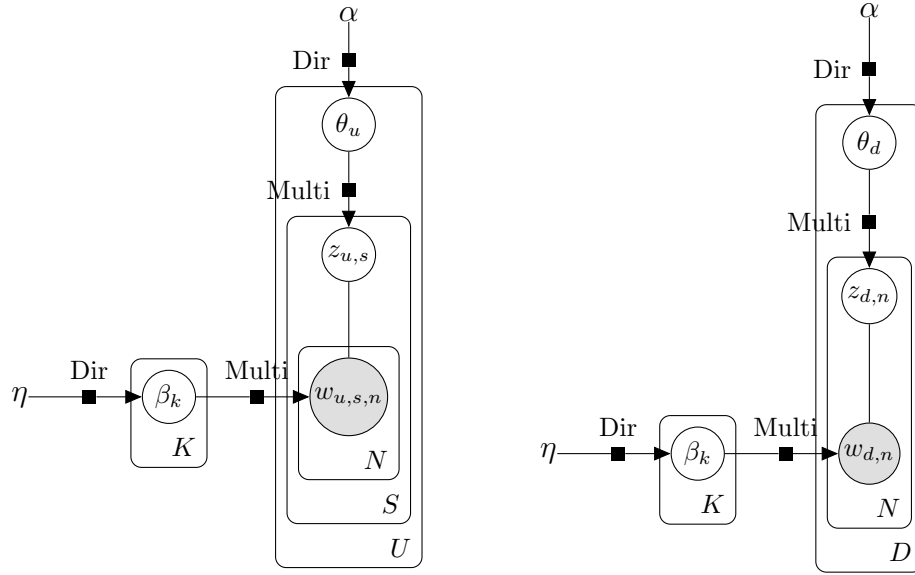 α
Dir
θ_u
Multi
z_{u,s}
η
Dir
β_k
Multi
w_{u,s,n}
K
N
S
U
α
Dir
θ_d
Multi
z_{d,n}
η
Dir
β_k
Multi
w_{d,n}
K
N
D